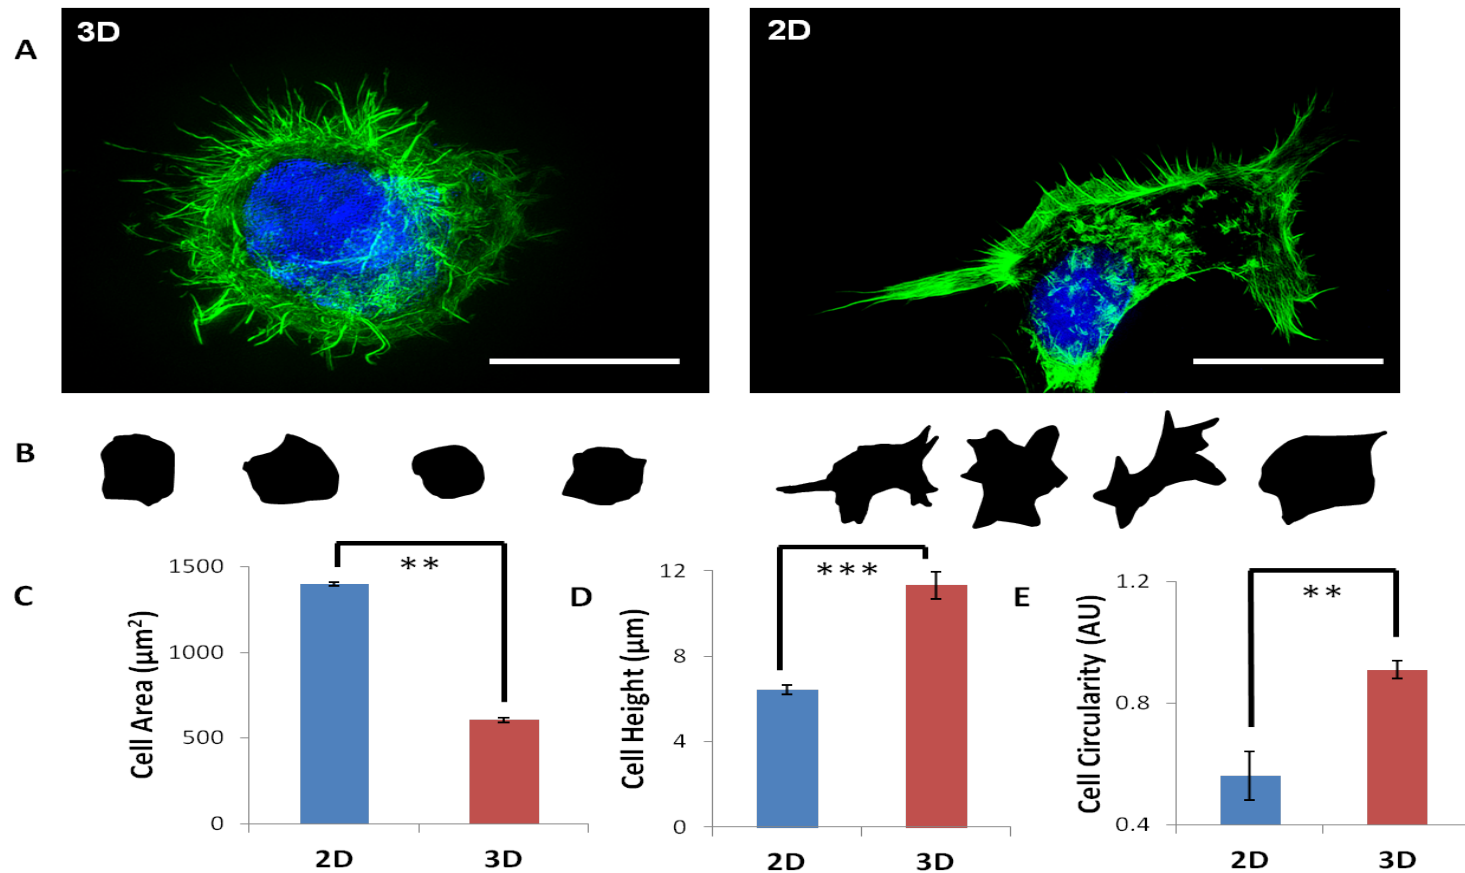 A
3D
2D
B
C
Cell Area (µm²)
1500
1000
500
0
**
2D
3D
D
Cell Height (µm)
12
8
4
0
***
2D
3D
E
Cell Circularity (AU)
1.2
0.8
0.4
**
2D
3D